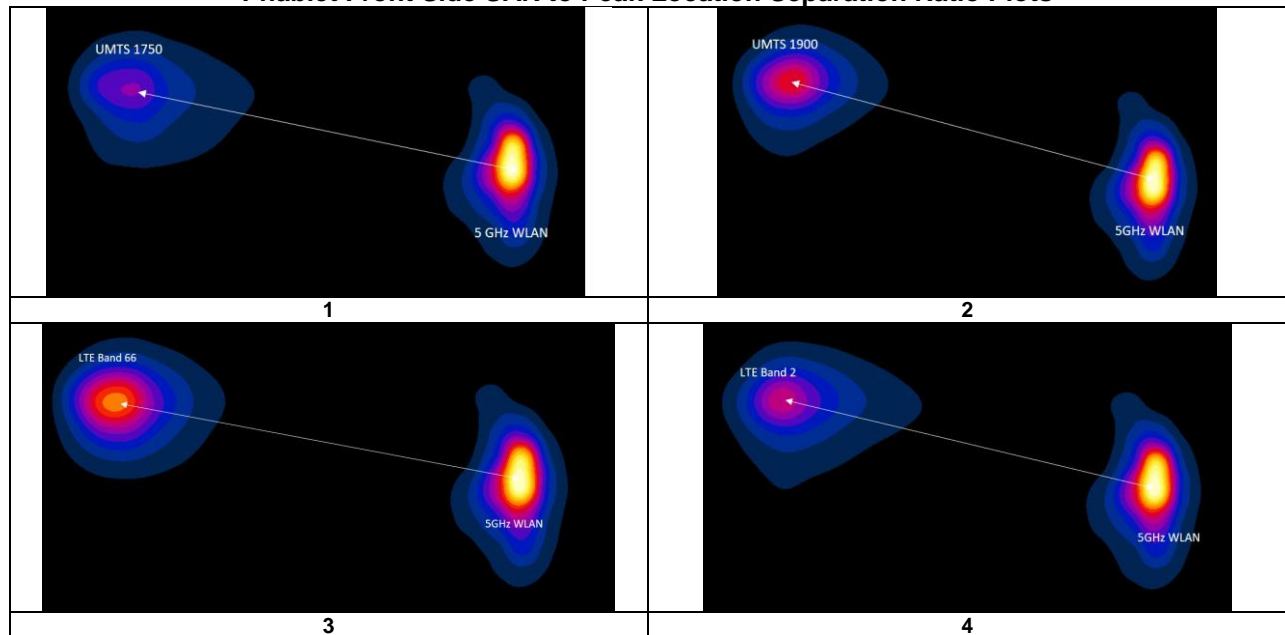 Phablet Front Side SAR to Peak Location Separation Ratio Plots
UMTS 1750
5 GHz WLAN
UMTS 1900
5GHz WLAN
1
2
LTE Band 66
5GHz WLAN
LTE Band 2
5GHz WLAN
3
4